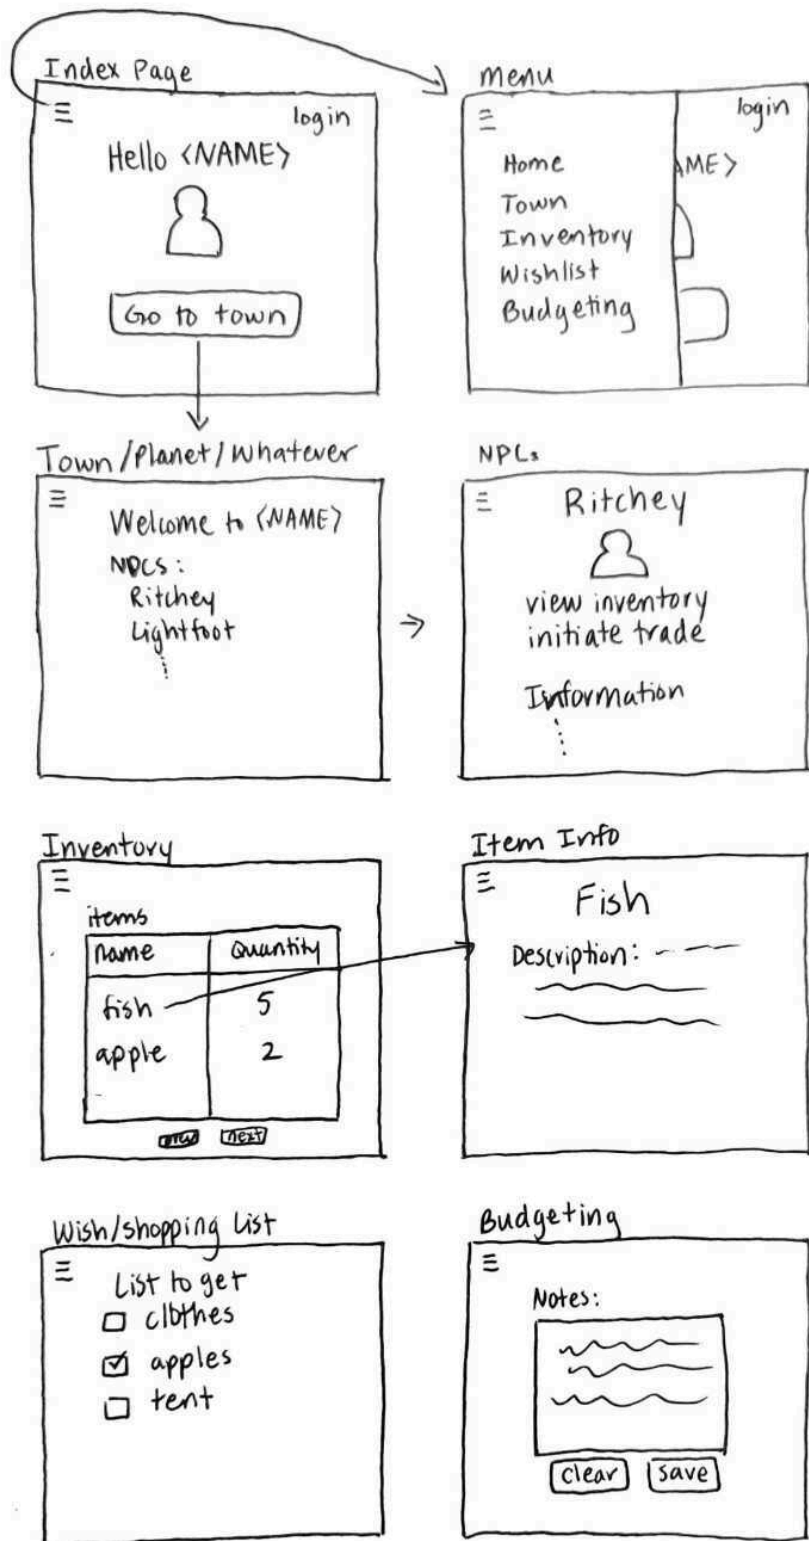 Index Page
login
Hello <NAME>
Go to town
menu
login
Home
AME>
Town
Inventory
Wishlist
Budgeting
Town/Planet/Whatever
Welcome to <NAME>
NPCS:
Ritchey
Lightfoot
NPCs
Ritchey
view inventory
initiate trade
Information
Inventory
items
name Quantity
fish 5
apple 2
prev next
Item Info
Fish
Description:
Wish/shopping List
List to get
clothes
apples
tent
Budgeting
Notes:
clear save